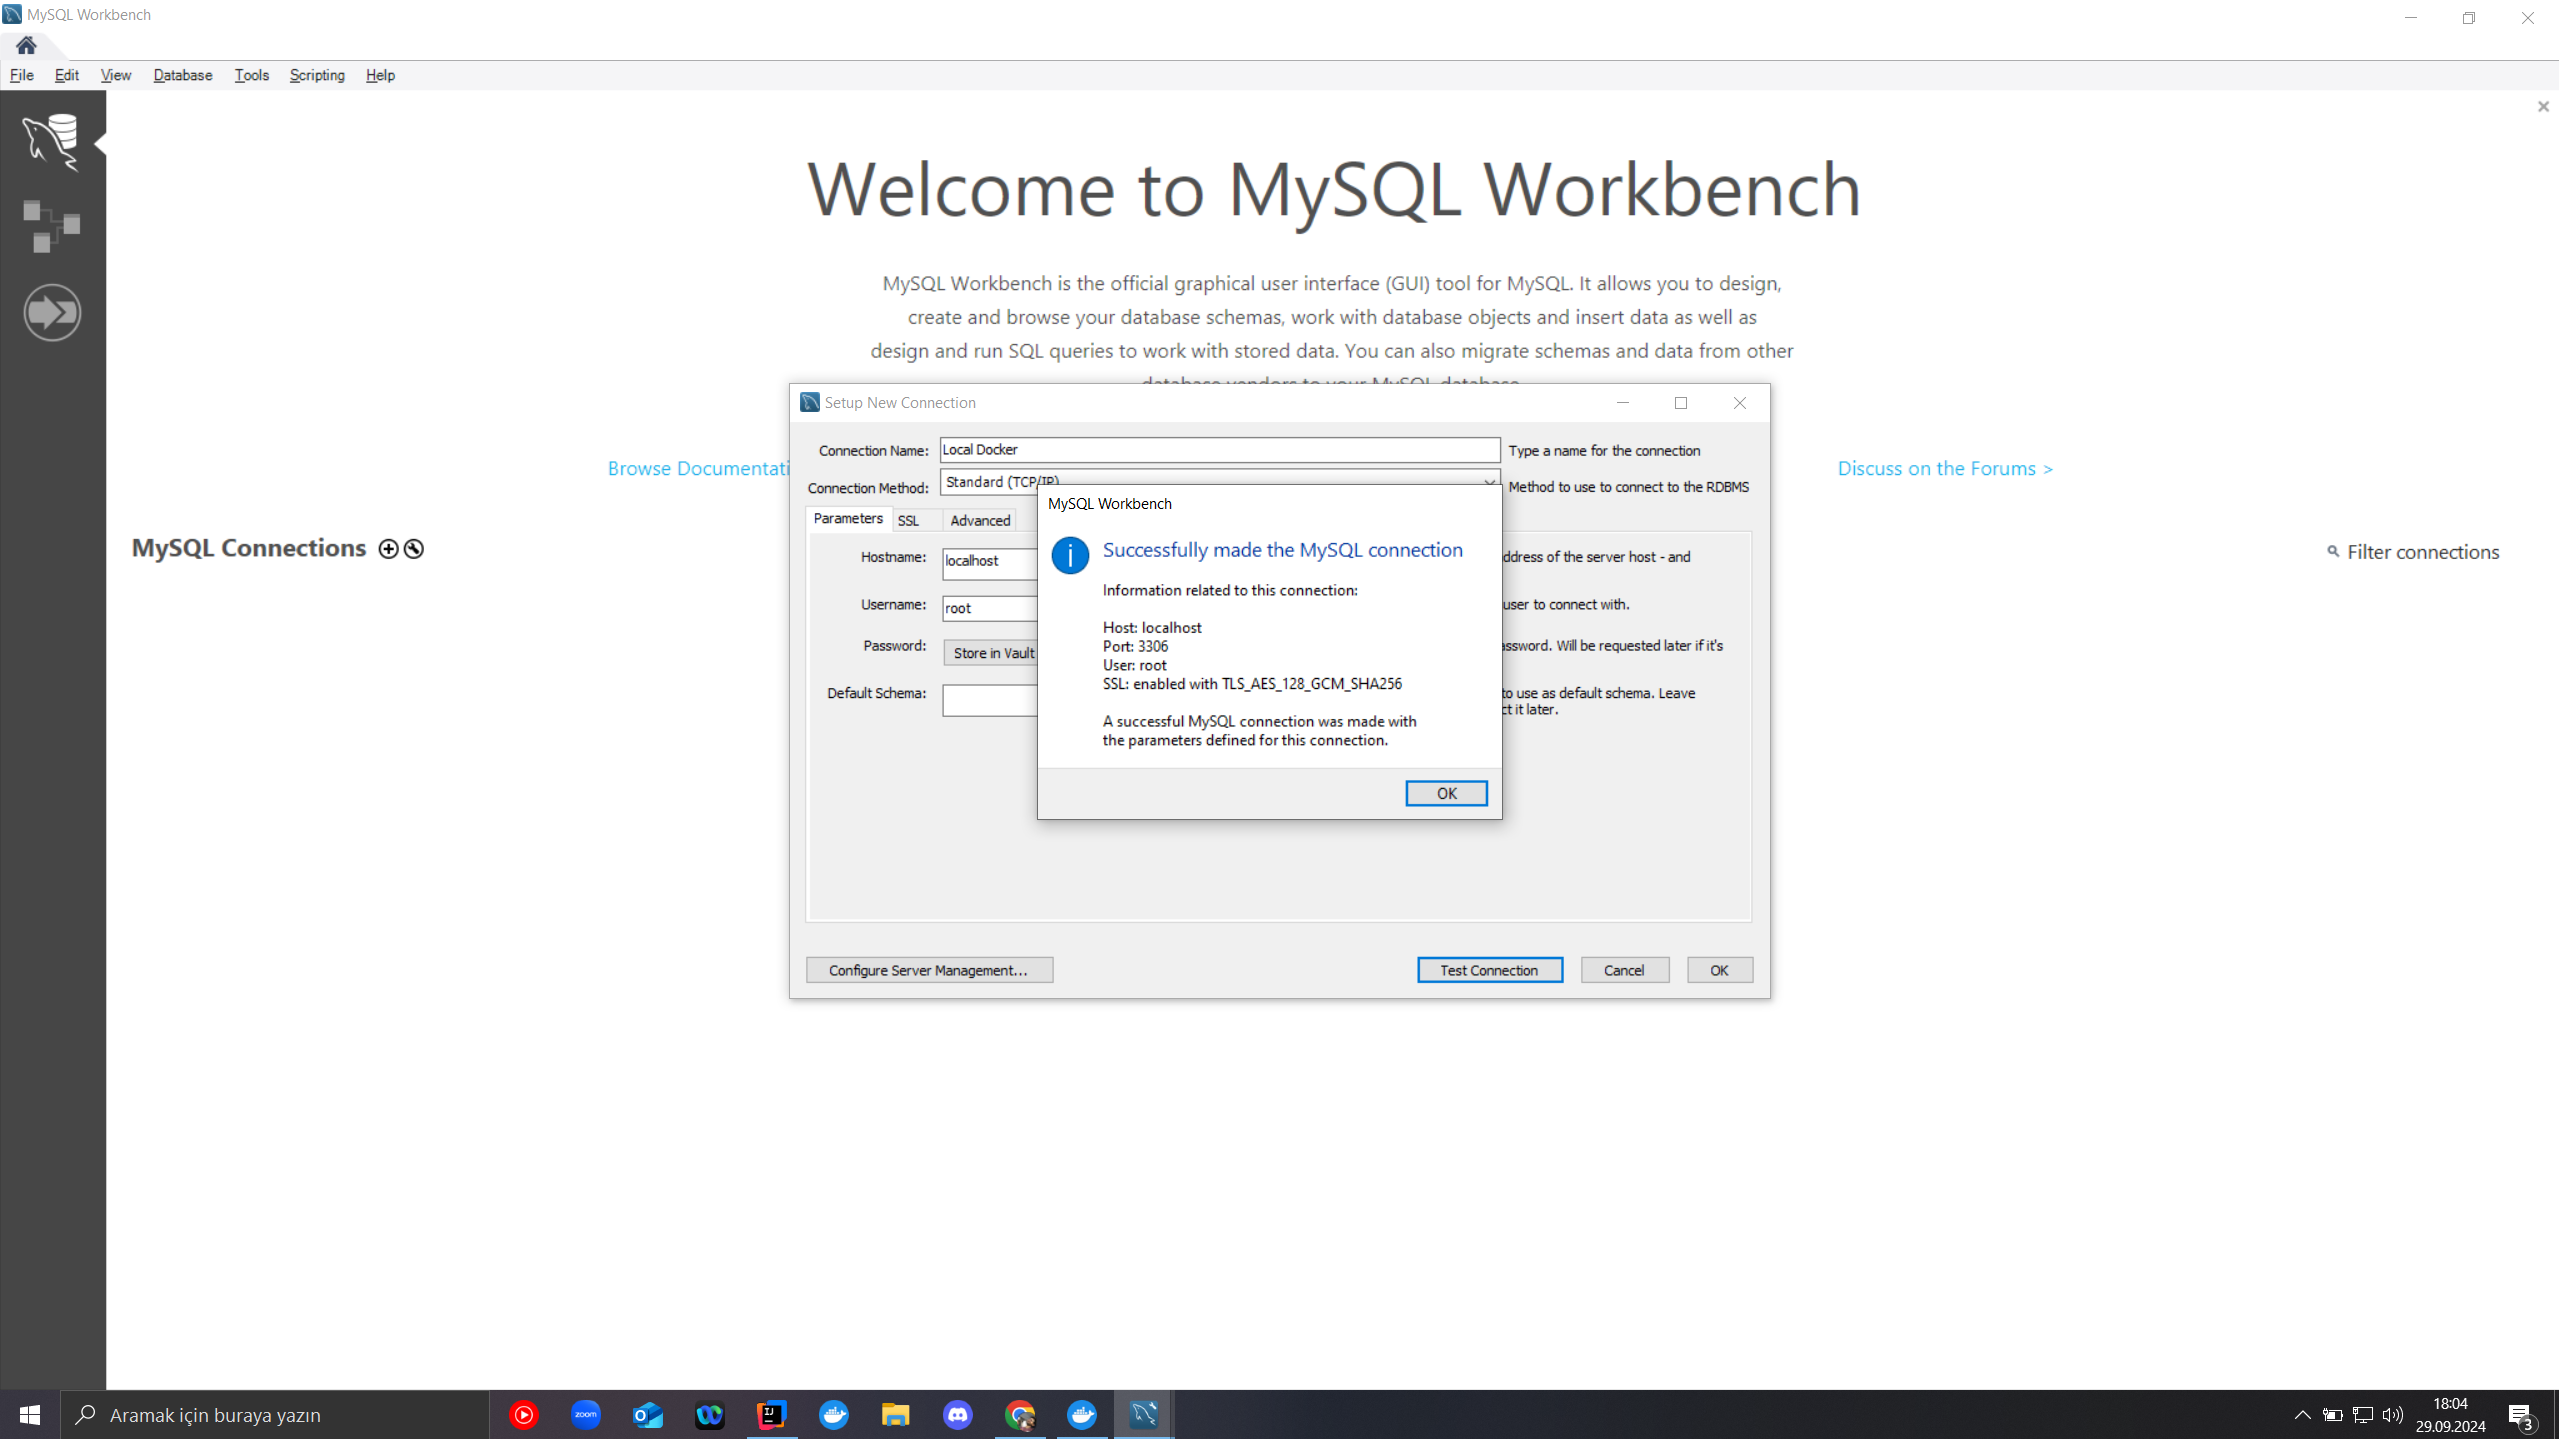 MySQL Workbench
File Edit View Database Tools Scripting Help
Welcome to MySQL Workbench
MySQL Workbench is the official graphical user interface (GUI) tool for MySQL. It allows you to design,
create and browse your database schemas, work with database objects and insert data as well as
design and run SQL queries to work with stored data. You can also migrate schemas and data from other
database vendors to your MySQL database.
Browse Documentati
Discuss on the Forums >
MySQL Connections
Filter connections
Setup New Connection
Connection Name: Local Docker Type a name for the connection
Connection Method: Standard (TCP/IP) Method to use to connect to the RDBMS
Parameters SSL Advanced
Hostname: localhost
ddress of the server host - and
Username: root
user to connect with.
Password: Store in Vault
assword. Will be requested later if it's
Default Schema:
to use as default schema. Leave
ct it later.
MySQL Workbench
Successfully made the MySQL connection
Information related to this connection:
Host: localhost
Port: 3306
User: root
SSL: enabled with TLS_AES_128_GCM_SHA256
A successful MySQL connection was made with
the parameters defined for this connection.
OK
Configure Server Management... Test Connection Cancel OK
Aramak için buraya yazın
zoom
IJ
18:04
29.09.2024
3